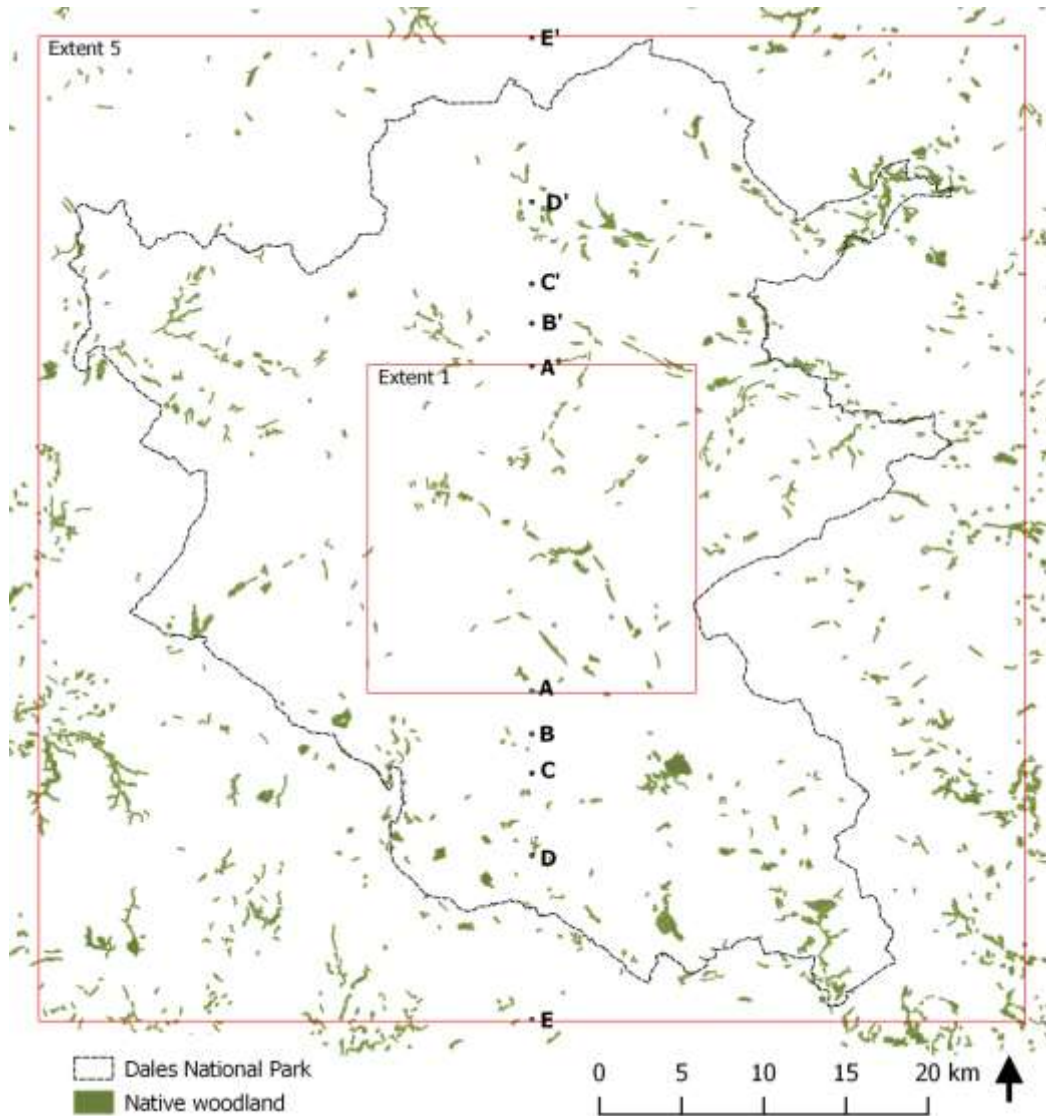 Extent 5
E'
D'
C'
B'
A'
Extent 1
A
B
C
D
E
Dales National Park
Native woodland
0 5 10 15 20 km